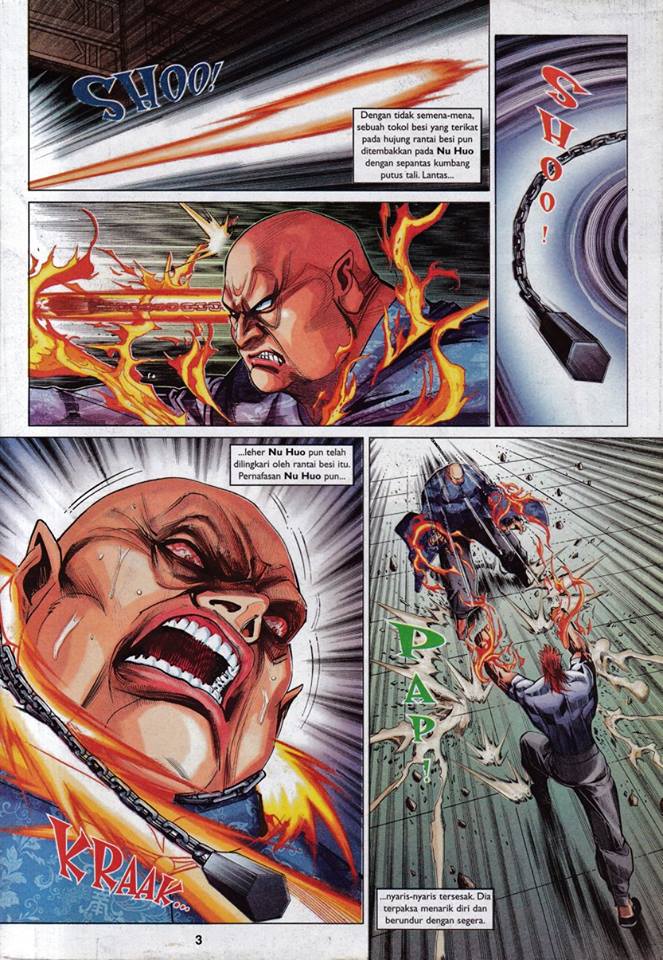 SHOO!
Dengan tidak semena-mena,
sebuah tokol besi yang terikat
pada hujung rantai besi pun
ditembakkan pada Nu Huo
dengan sepantas kumbang
putus tali. Lantas...
SHOO!
...leher Nu Huo pun telah
dilingkari oleh rantai besi itu.
Pernafasan Nu Huo pun...
KRAAK...
PAP!
...nyaris-nyaris tersesak. Dia
terpaksa menarik diri dan
berundur dengan segera.
3